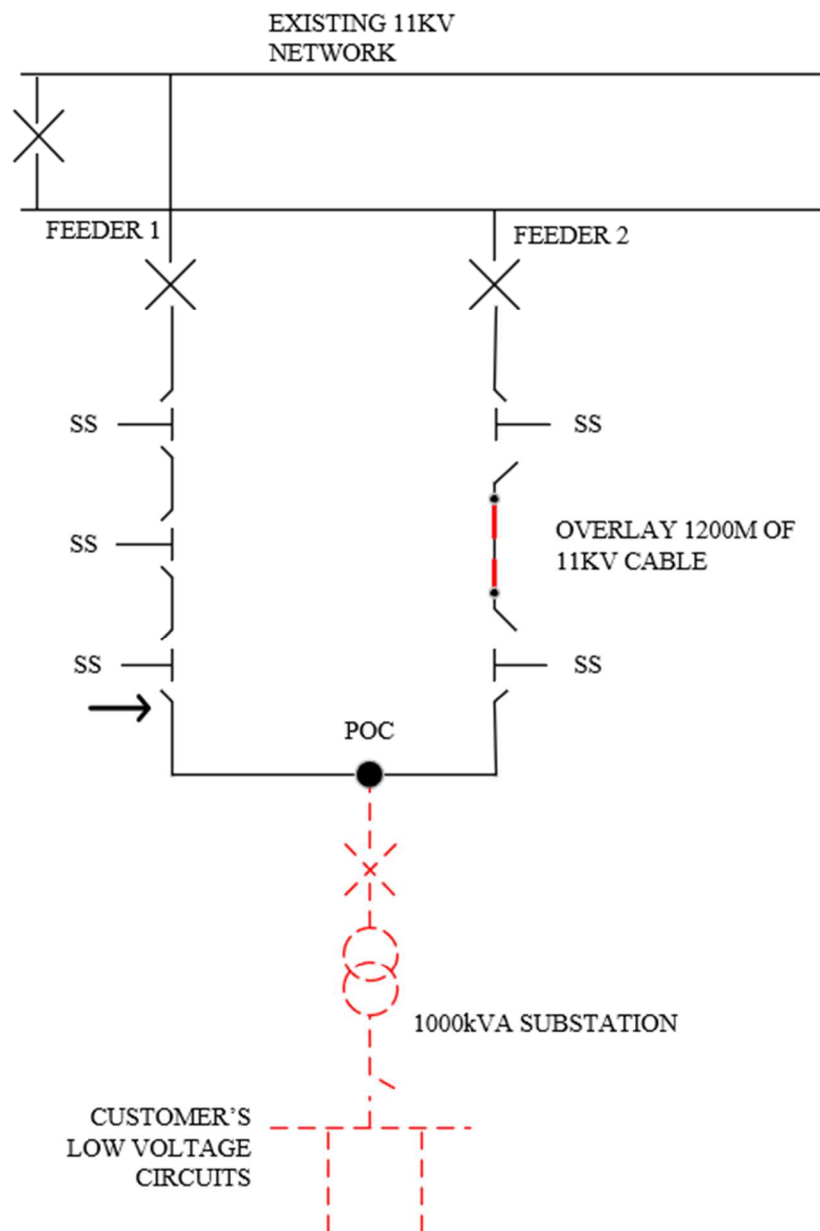 EXISTING 11KV
NETWORK
FEEDER 1
FEEDER 2
SS
SS
SS
OVERLAY 1200M OF
11KV CABLE
SS
SS
POC
1000kVA SUBSTATION
CUSTOMER’S
LOW VOLTAGE
CIRCUITS